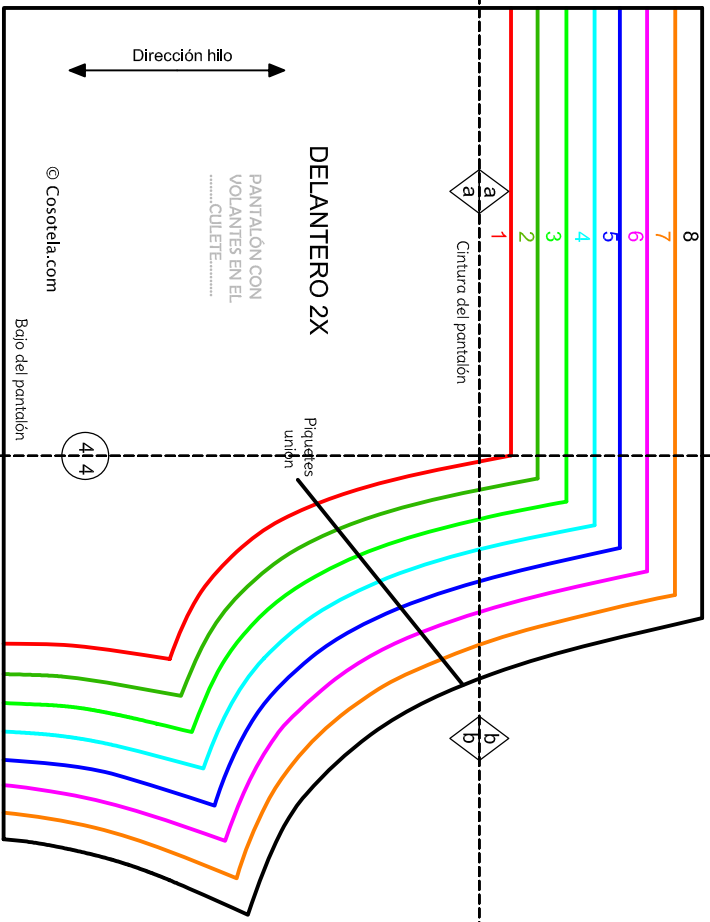 Dirección hilo
DELANTERO 2X
PANTALÓN CON
VOLANTES EN EL
.........CULETE..........
© Cosotela.com
Bajo del pantalón
Cintura del pantalón
a a
1
2
3
4
5
6
7
8
Piquetes
unión
4 4
b b